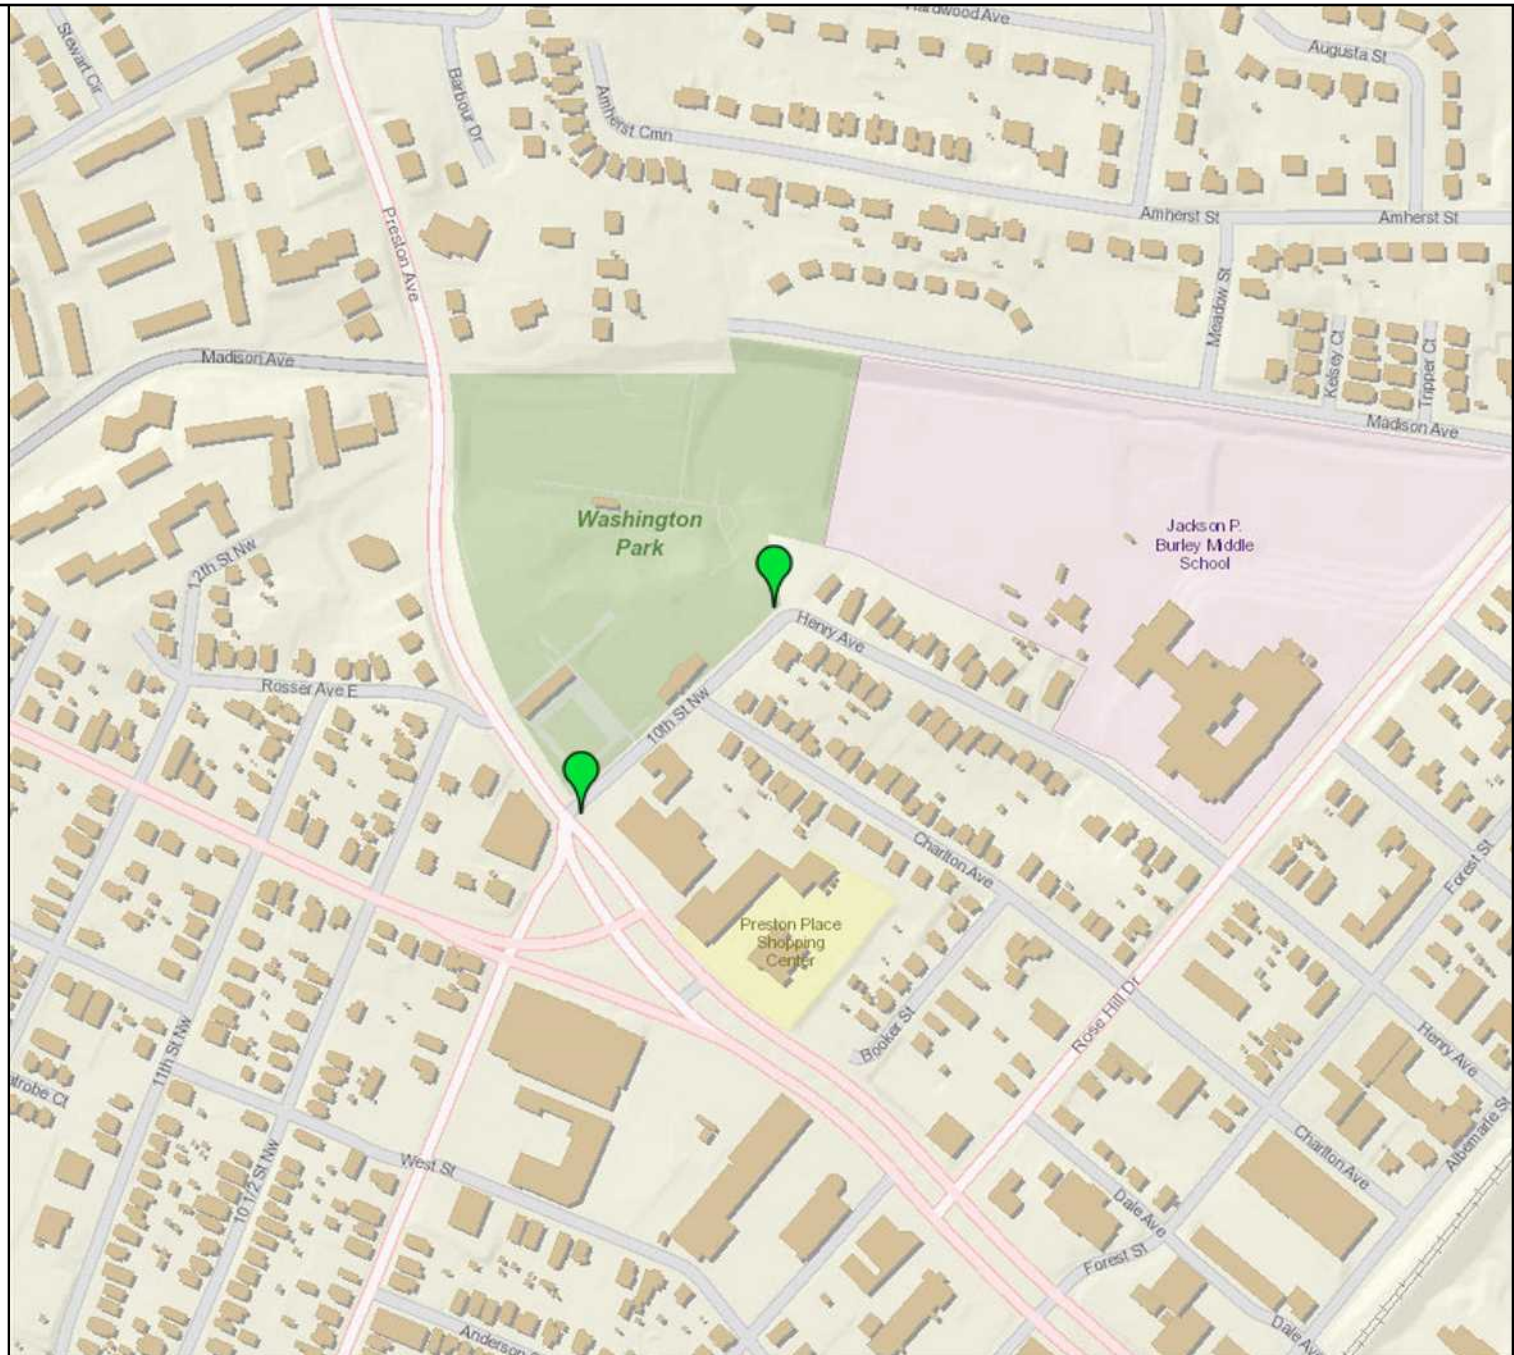 Hardwood Ave
Augusta St
Stewart Cir
Barbour Dr
Amherst Cmn
Amherst St
Amherst St
Preston Ave
Meadow St
Kelsey Ct
Tripper Ct
Madison Ave
Madison Ave
Washington
Park
Jackson P.
Burley Middle
School
12th St Nw
Henry Ave
Rosser Ave E
10th St Nw
Charlton Ave
Forest St
Preston Place
Shopping
Center
Rose Hill Dr
Booker St
Henry Ave
11th St Nw
trobe Ct
Charlton Ave
Albemarle St
10 1/2 St Nw
West St
Dale Ave
Forest St
Anderson
Dale Ave